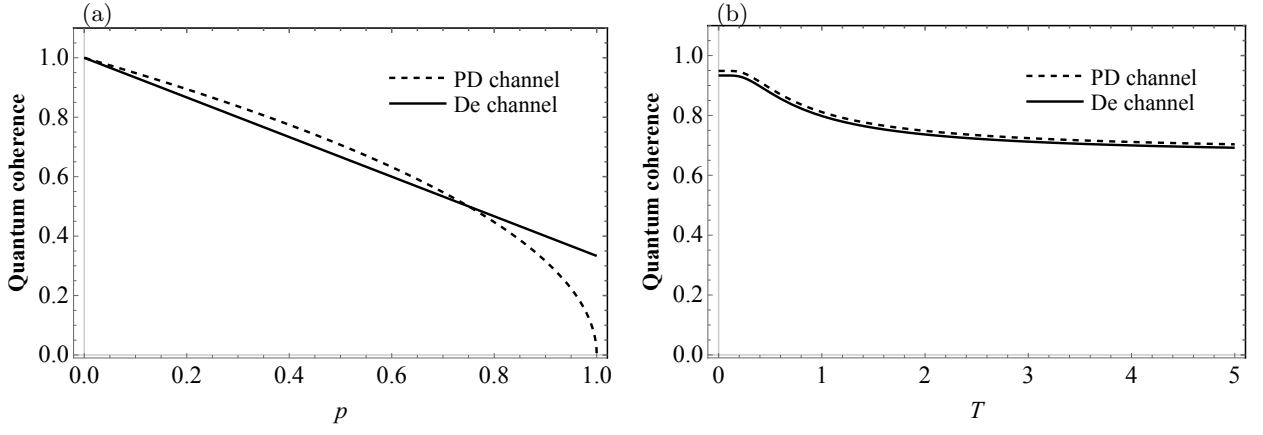 (a)
Quantum coherence
1.0
0.8
0.6
0.4
0.2
0.0
PD channel
De channel
0.0 0.2 0.4 0.6 0.8 1.0
p
(b)
Quantum coherence
1.0
0.8
0.6
0.4
0.2
0.0
PD channel
De channel
0 1 2 3 4 5
T